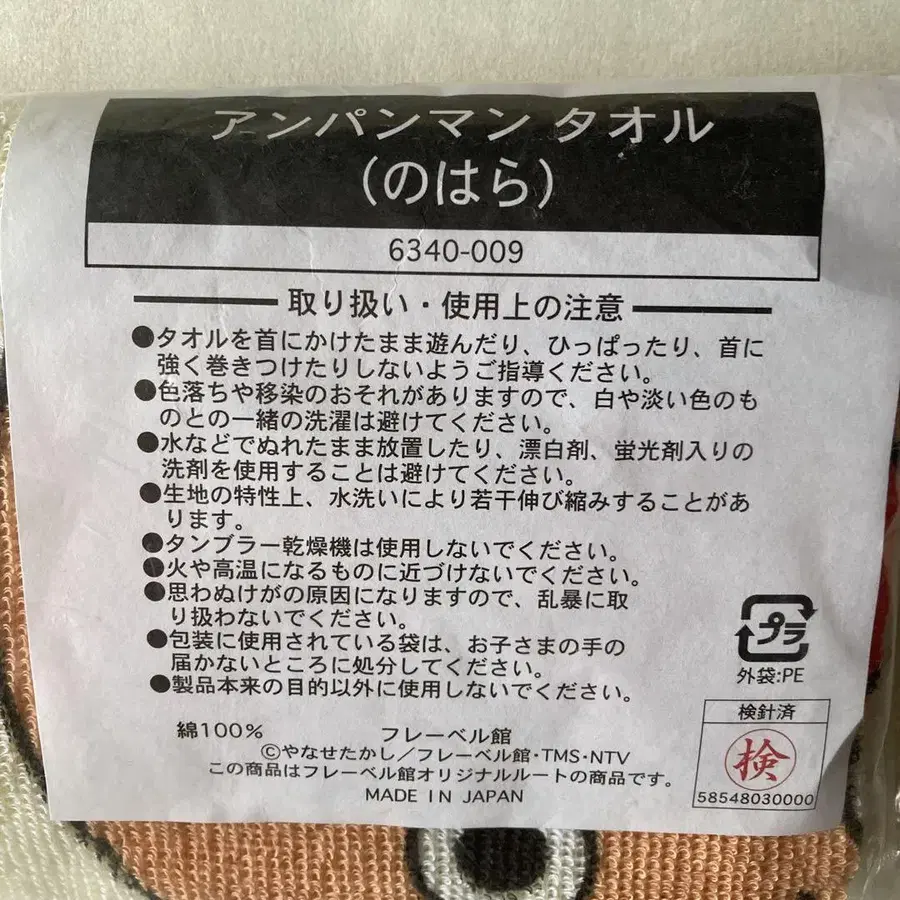 アンパンマン タオル
(のはら)
6340-009
取り扱い・使用上の注意
●タオルを首にかけたまま遊んだり、ひっぱったり、首に
強く巻きつけたりしないようご指導ください。
●色落ちや移染のおそれがありますので、白や淡い色のも
のとの一緒の洗濯は避けてください。
●水などでぬれたまま放置したり、漂白剤、蛍光剤入りの
洗剤を使用することは避けてください。
●生地の特性上、水洗いにより若干伸び縮みすることがあ
ります。
●タンブラー乾燥機は使用しないでください。
●火や高温になるものに近づけないでください。
●思わぬけがの原因になりますので、乱暴に取
り扱わないでください。
●包装に使用されている袋は、お子さまの手の
届かないところに処分してください。
●製品本来の目的以外に使用しないでください。
プラ
外袋:PE
綿100% フレーベル館
©やなせたかし/フレーベル館・TMS・NTV
この商品はフレーベル館オリジナルルートの商品です。
MADE IN JAPAN
検針済
検
58548030000